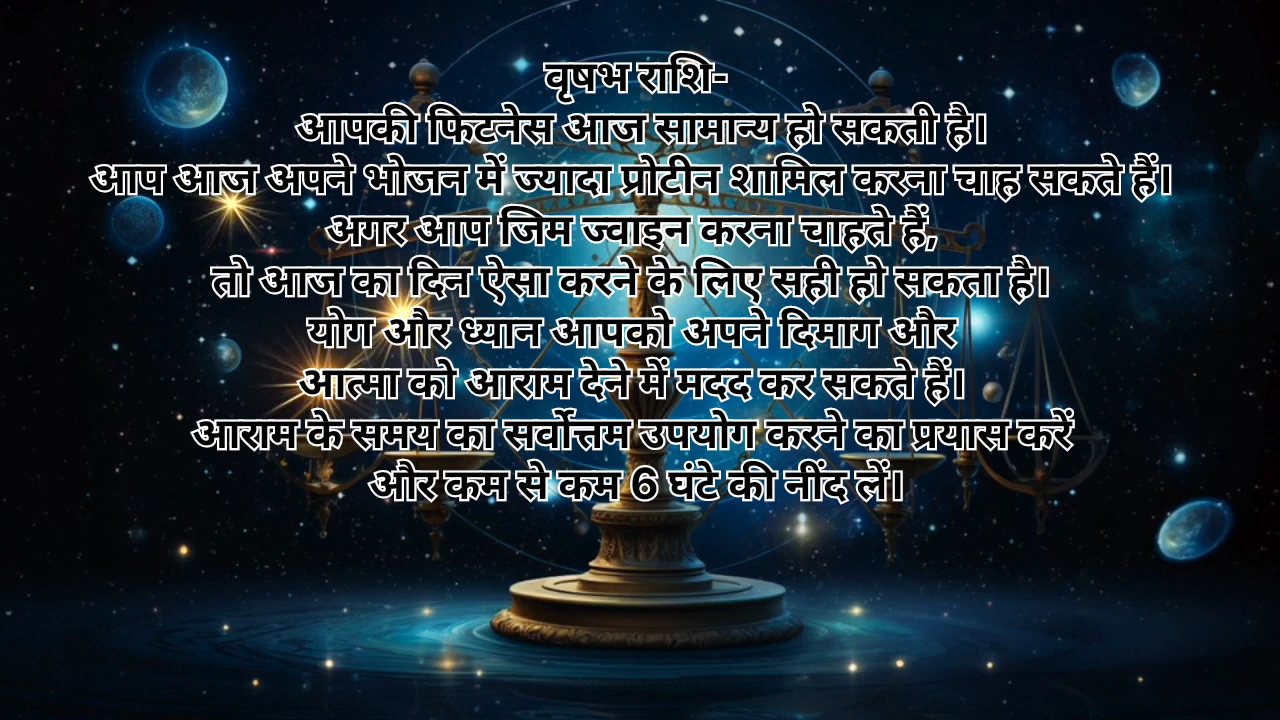 वृषभ राशि-
आपकी फिटनेस आज सामान्य हो सकती है।
आप आज अपने भोजन में ज्यादा प्रोटीन शामिल करना चाह सकते हैं।
अगर आप जिम ज्वाइन करना चाहते हैं,
तो आज का दिन ऐसा करने के लिए सही हो सकता है।
योग और ध्यान आपको अपने दिमाग और
आत्मा को आराम देने में मदद कर सकते हैं।
आराम के समय का सर्वोत्तम उपयोग करने का प्रयास करें
और कम से कम 6 घंटे की नींद लें।